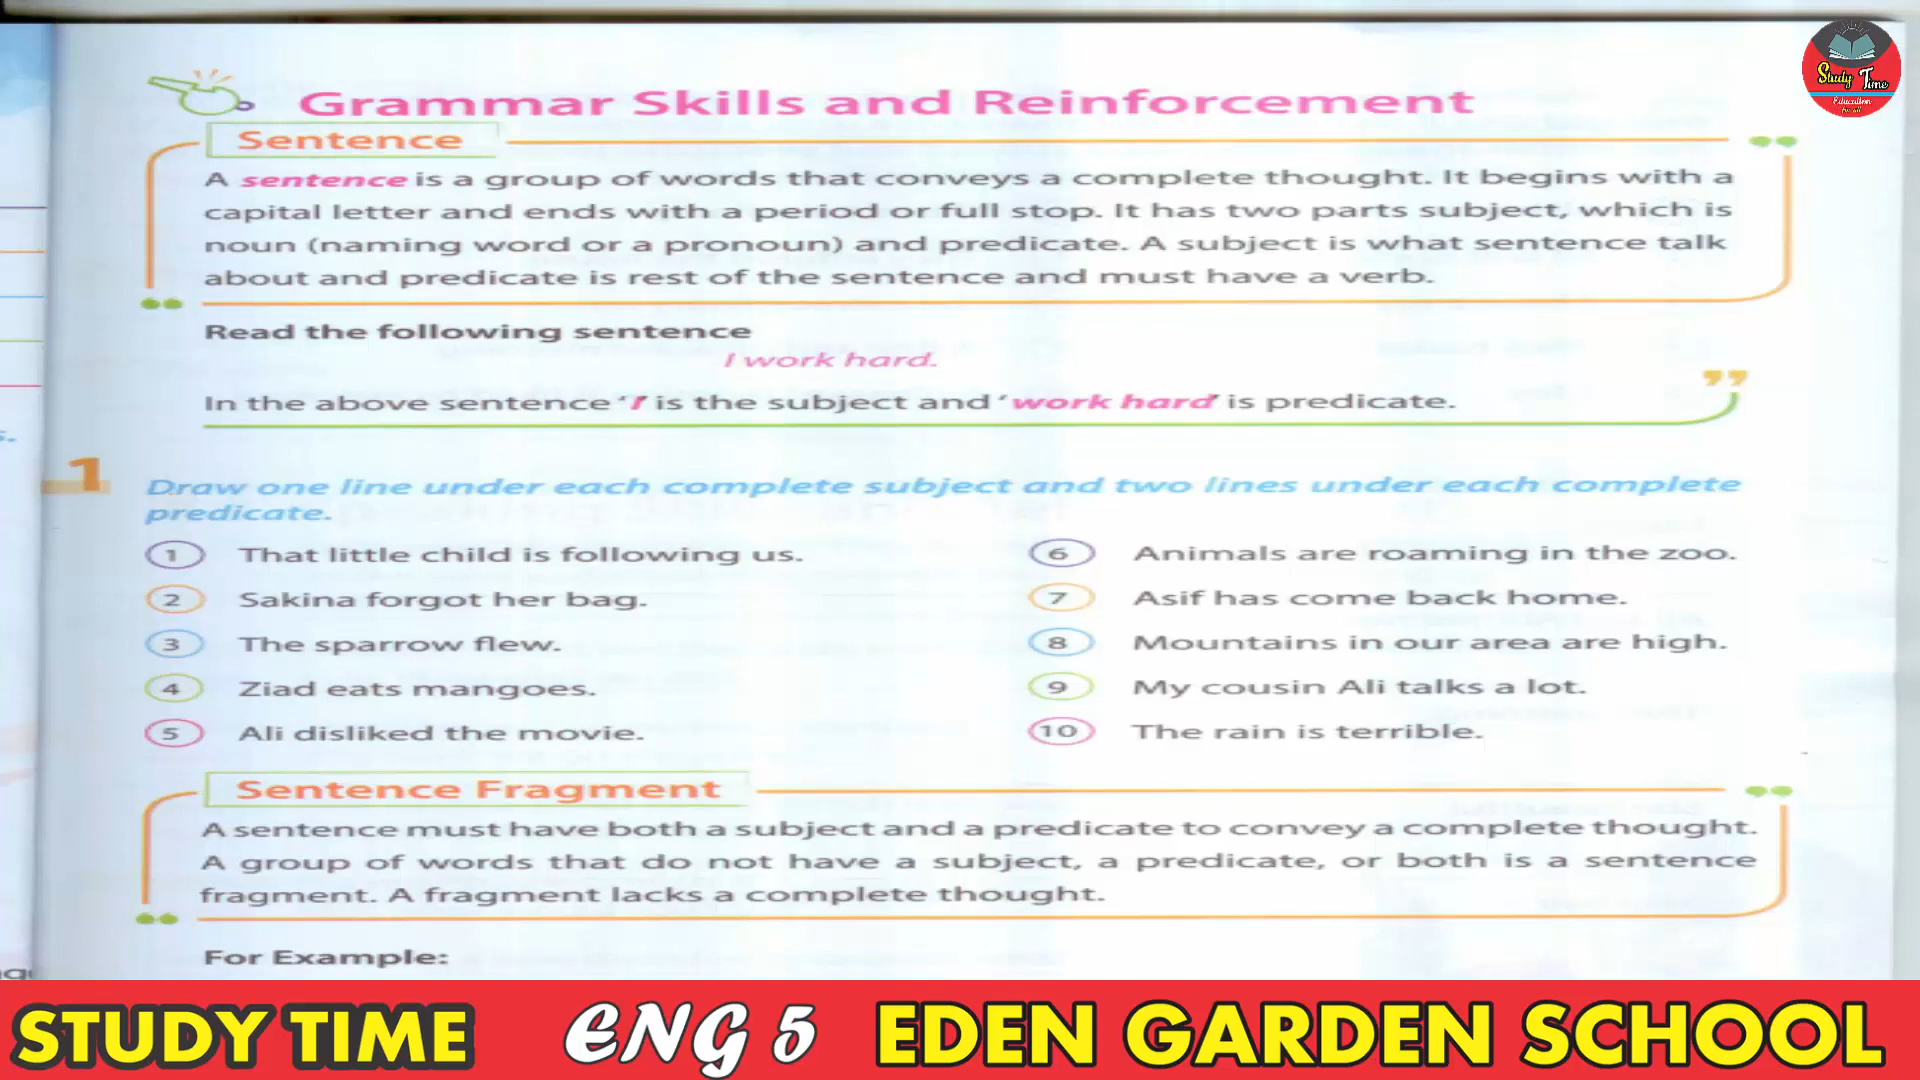 Study Time
Education
for all
Grammar Skills and Reinforcement
Sentence
A sentence is a group of words that conveys a complete thought. It begins with a
capital letter and ends with a period or full stop. It has two parts subject, which is
noun (naming word or a pronoun) and predicate. A subject is what sentence talk
about and predicate is rest of the sentence and must have a verb.
Read the following sentence
I work hard.
In the above sentence ‘I’ is the subject and ‘work hard’ is predicate.
1
Draw one line under each complete subject and two lines under each complete
predicate.
1 That little child is following us.
2 Sakina forgot her bag.
3 The sparrow flew.
4 Ziad eats mangoes.
5 Ali disliked the movie.
6 Animals are roaming in the zoo.
7 Asif has come back home.
8 Mountains in our area are high.
9 My cousin Ali talks a lot.
10 The rain is terrible.
Sentence Fragment
A sentence must have both a subject and a predicate to convey a complete thought.
A group of words that do not have a subject, a predicate, or both is a sentence
fragment. A fragment lacks a complete thought.
For Example:
STUDY TIME ENG 5 EDEN GARDEN SCHOOL